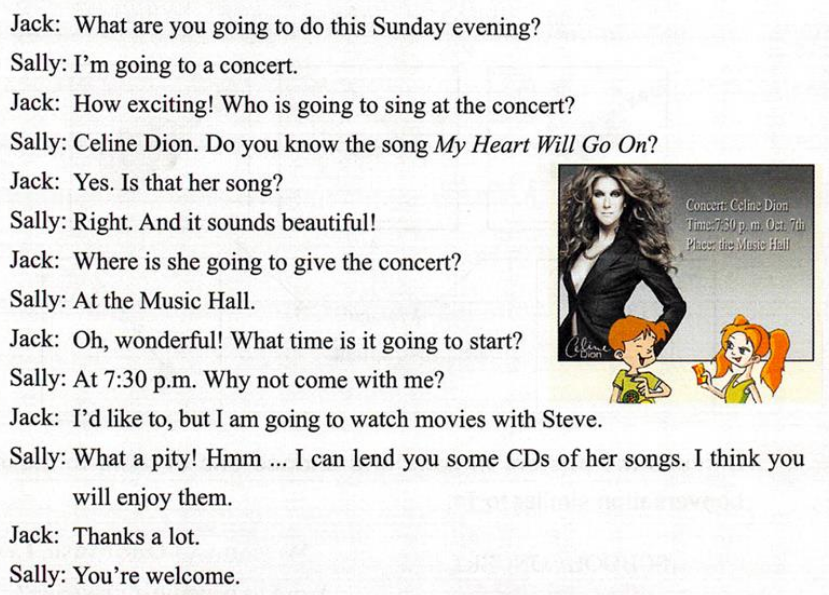 Jack: What are you going to do this Sunday evening?
Sally: I'm going to a concert.
Jack: How exciting! Who is going to sing at the concert?
Sally: Celine Dion. Do you know the song My Heart Will Go On?
Jack: Yes. Is that her song?
Sally: Right. And it sounds beautiful!
Jack: Where is she going to give the concert?
Sally: At the Music Hall.
Jack: Oh, wonderful! What time is it going to start?
Sally: At 7:30 p.m. Why not come with me?
Jack: I'd like to, but I am going to watch movies with Steve.
Sally: What a pity! Hmm ... I can lend you some CDs of her songs. I think you
will enjoy them.
Jack: Thanks a lot.
Sally: You're welcome.
Concert: Celine Dion
Time:7:30 p. m. Oct. 7th
Place: the Music Hall
Céline
Dion